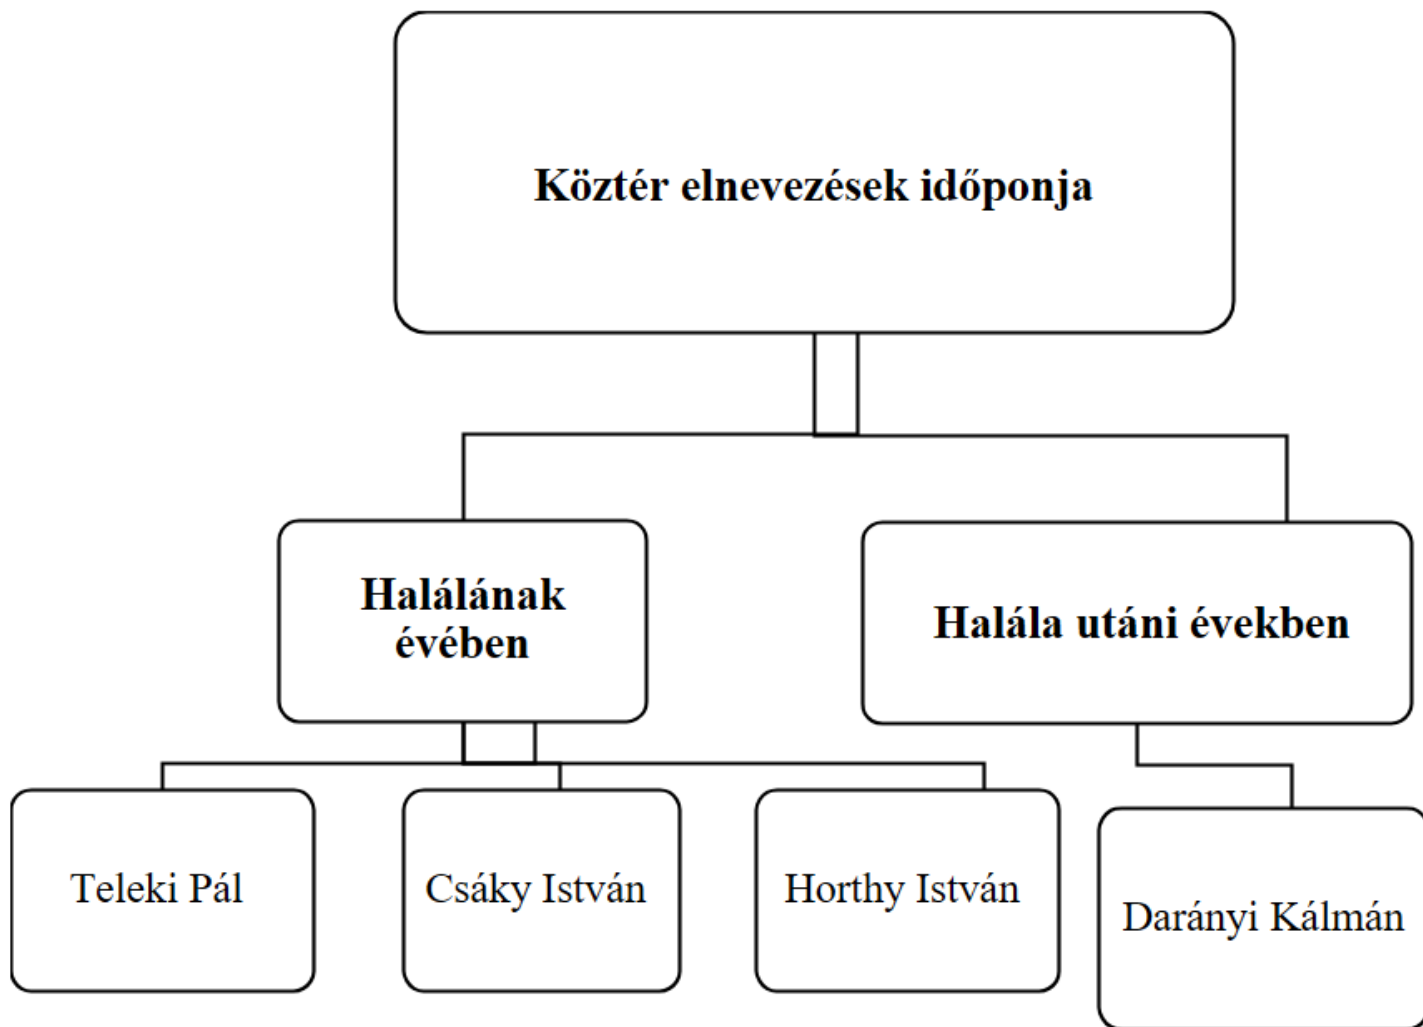 Köztér elnevezések időponja
Halálának
évében
Halála utáni években
Teleki Pál
Csáky István
Horthy István
Darányi Kálmán